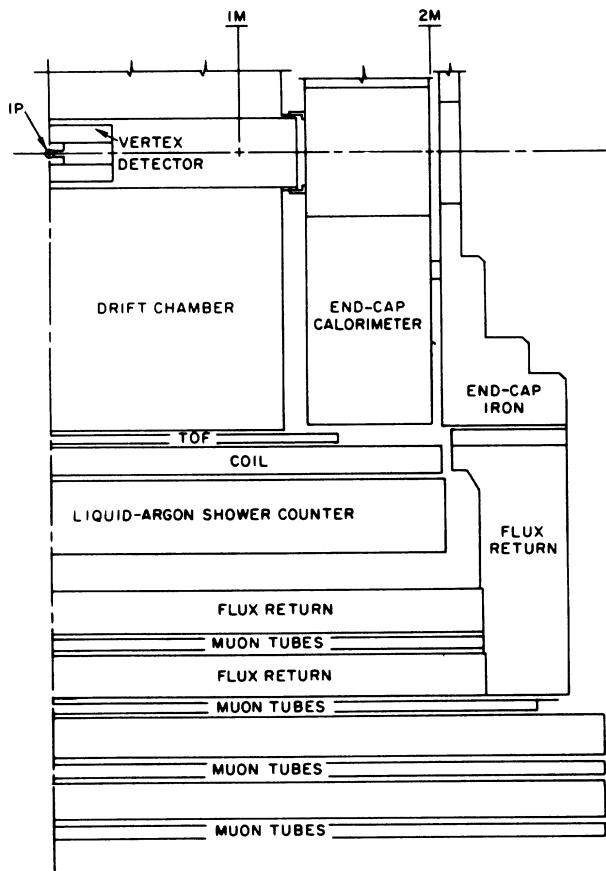 1M
2M
IP
VERTEX
DETECTOR
DRIFT CHAMBER
END-CAP
CALORIMETER
END-CAP
IRON
TOF
COIL
LIQUID-ARGON SHOWER COUNTER
FLUX
RETURN
FLUX RETURN
MUON TUBES
FLUX RETURN
MUON TUBES
MUON TUBES
MUON TUBES